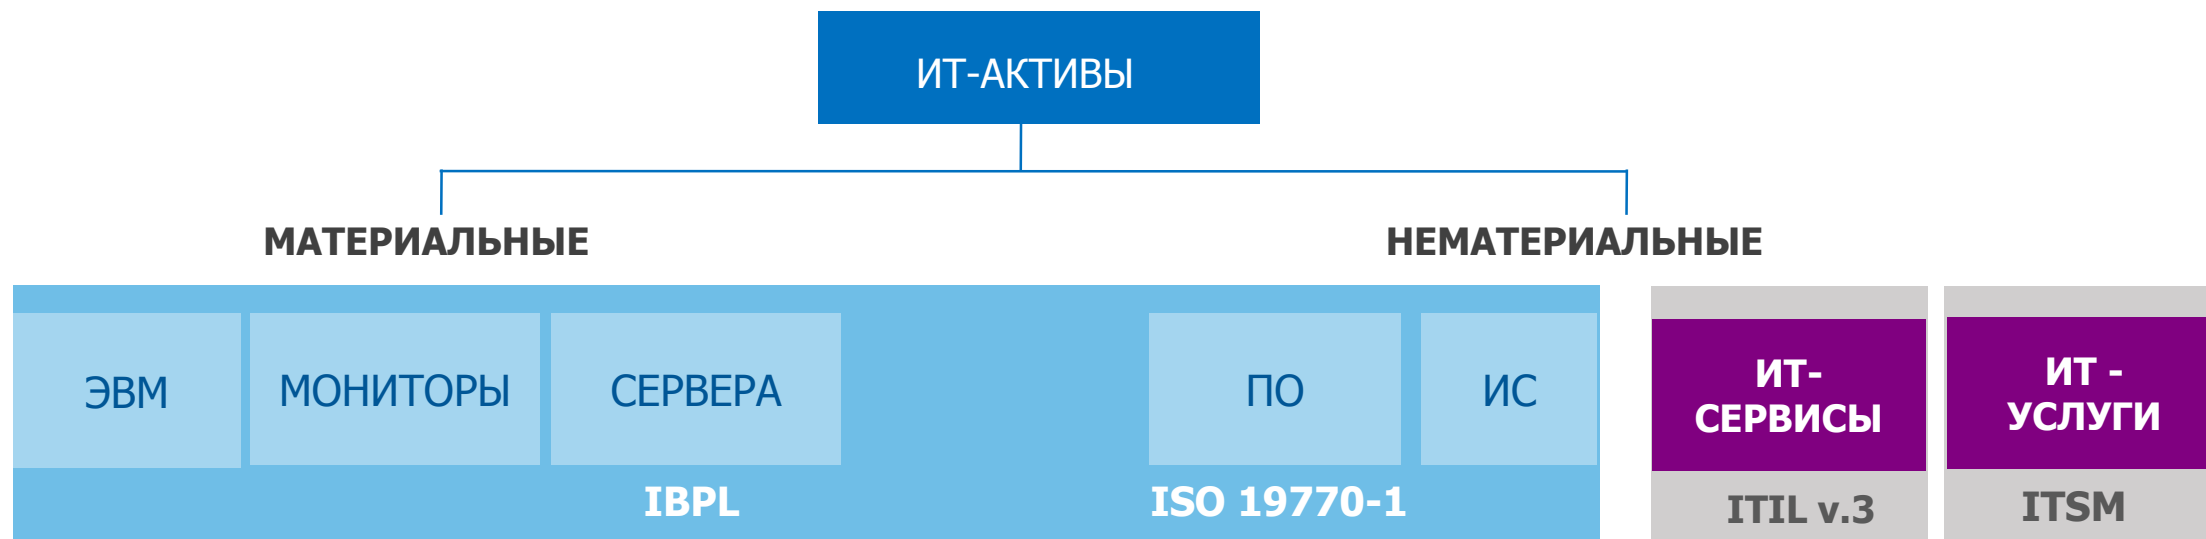 ИТ-АКТИВЫ
МАТЕРИАЛЬНЫЕ
НЕМАТЕРИАЛЬНЫЕ
ЭВМ
МОНИТОРЫ
СЕРВЕРА
ПО
ИС
ИТ-
СЕРВИСЫ
ИТ -
УСЛУГИ
IBPL
ISO 19770-1
ITIL v.3
ITSM